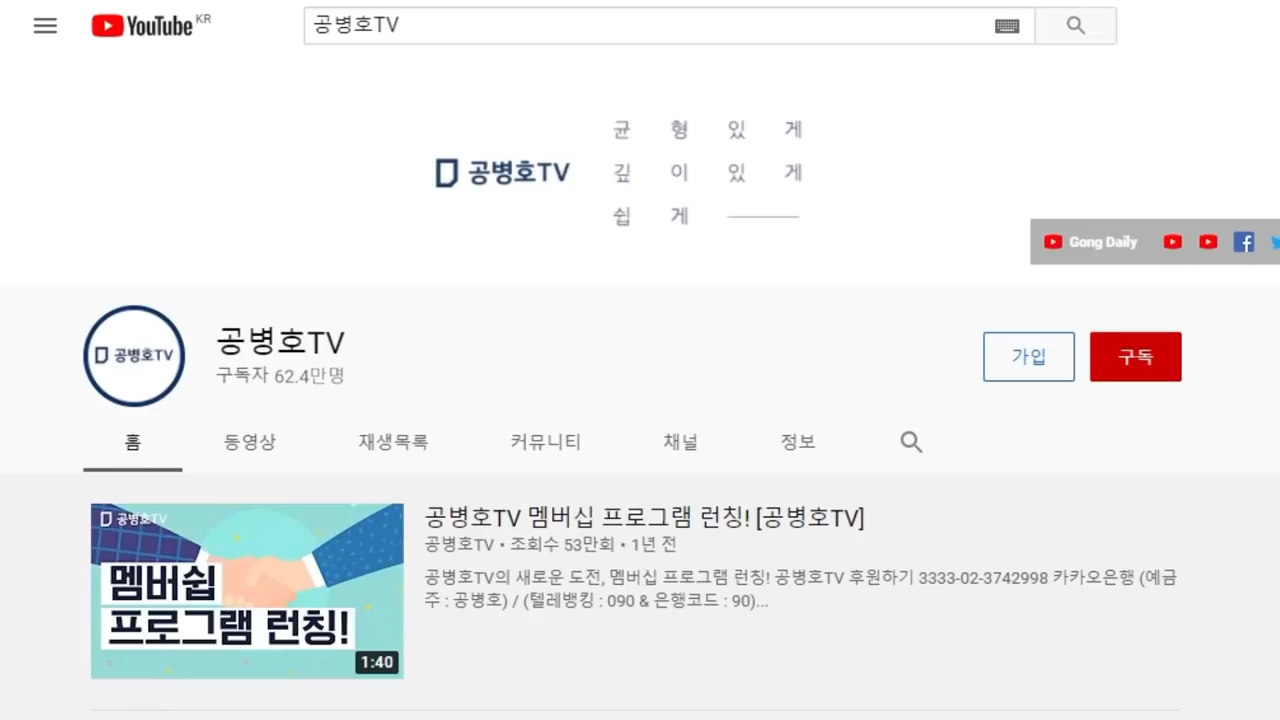 YouTube KR
공병호TV
균 형 있 게
공병호TV
깊 이 있 게
쉽 게
Gong Daily
공병호TV
공병호TV
구독자 62.4만명
가입
구독
홈
동영상
재생목록
커뮤니티
채널
정보
공병호TV
멤버쉽
프로그램 런칭!
1:40
공병호TV 멤버십 프로그램 런칭! [공병호TV]
공병호TV • 조회수 53만회 • 1년 전
공병호TV의 새로운 도전, 멤버십 프로그램 런칭! 공병호TV 후원하기 3333-02-3742998 카카오은행 (예금
주 : 공병호) / (텔레뱅킹 : 090 & 은행코드 : 90)...